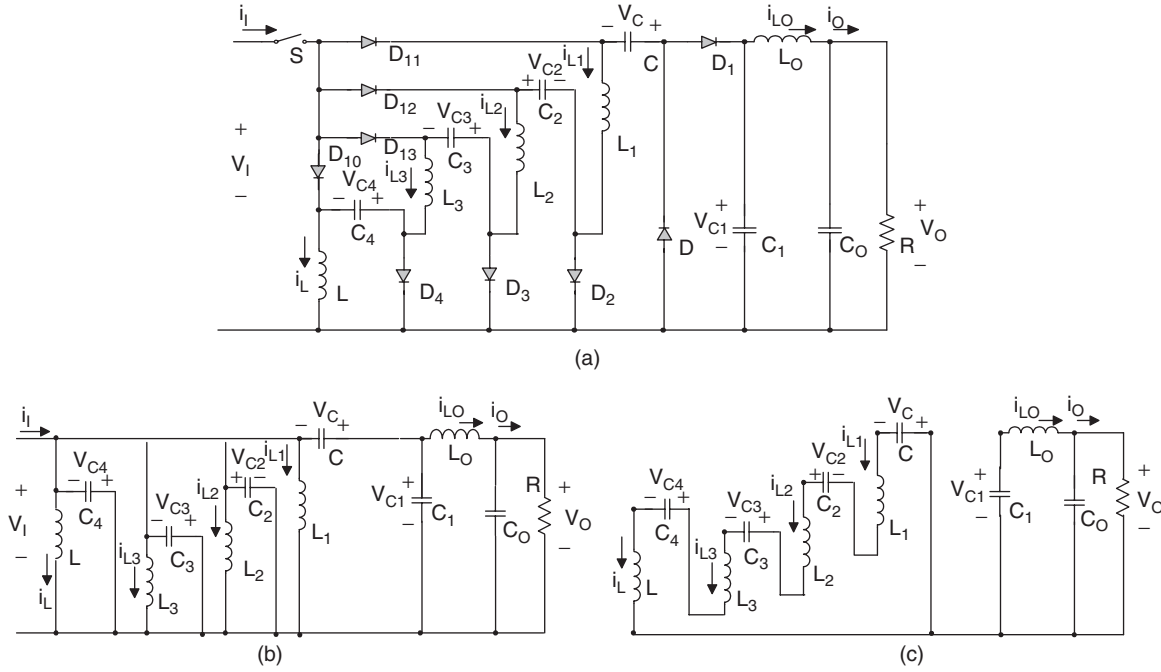 i_I
S
D_11
− V_C +
C
D_1
i_LO
L_O
i_O
i_L1
L_1
D_12
+ V_C2 −
C_2
i_L2
L_2
D_13
− V_C3 +
C_3
i_L3
L_3
+
V_I
−
D_10
− V_C4 +
C_4
i_L
L
D_4
D_3
D_2
D
V_C1 +
−
C_1
C_O
R
+
V_O
−
(a)
i_I
− V_C +
C
i_LO
L_O
i_O
− V_C4 +
C_4
− V_C3 +
C_3
+ V_C2 −
C_2
i_L1
L_1
i_L2
L_2
i_L3
L_3
+
V_I
−
i_L
L
V_C1 +
−
C_1
C_O
R
+
V_O
−
(b)
− V_C +
C
i_LO
L_O
i_O
i_L1
L_1
+ V_C2 −
C_2
i_L2
L_2
− V_C3 +
C_3
i_L3
L_3
− V_C4 +
C_4
i_L
L
V_C1 +
−
C_1
C_O
R
+
V_O
−
(c)